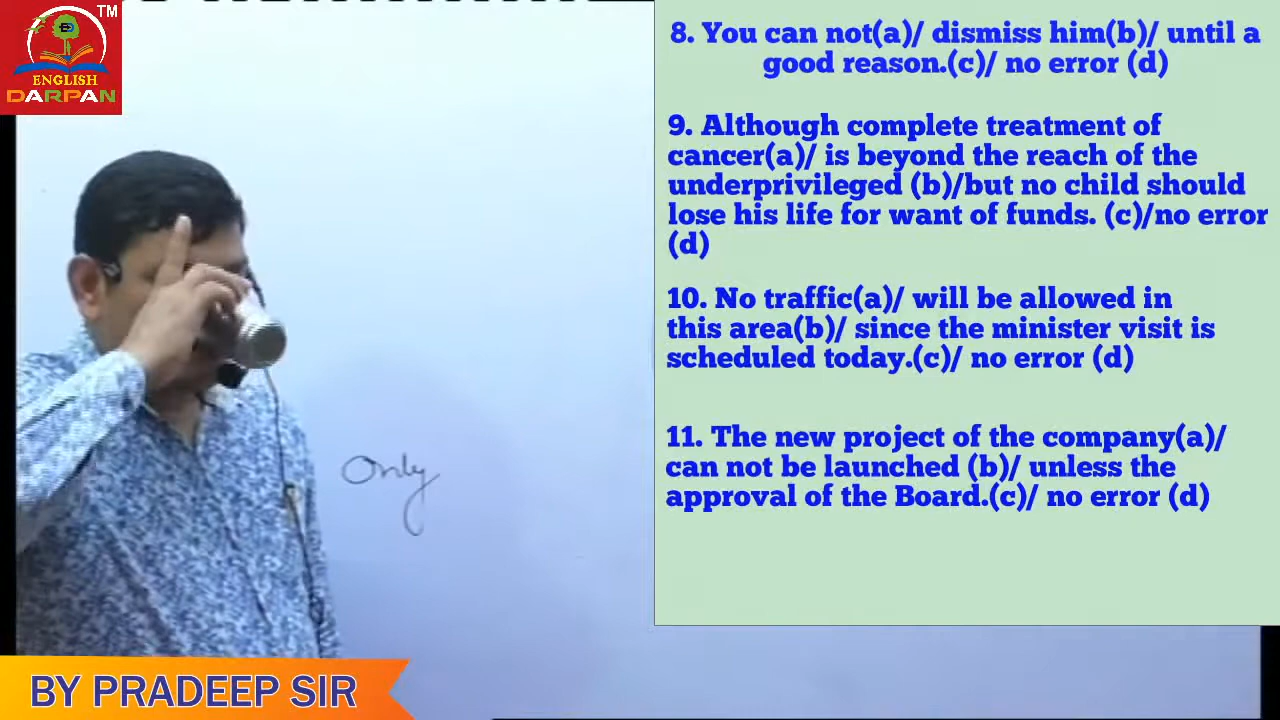 TM
ENGLISH
DARPAN
8. You can not(a)/ dismiss him(b)/ until a
good reason.(c)/ no error (d)
9. Although complete treatment of
cancer(a)/ is beyond the reach of the
underprivileged (b)/but no child should
lose his life for want of funds. (c)/no error
(d)
10. No traffic(a)/ will be allowed in
this area(b)/ since the minister visit is
scheduled today.(c)/ no error (d)
11. The new project of the company(a)/
can not be launched (b)/ unless the
approval of the Board.(c)/ no error (d)
Only
BY PRADEEP SIR